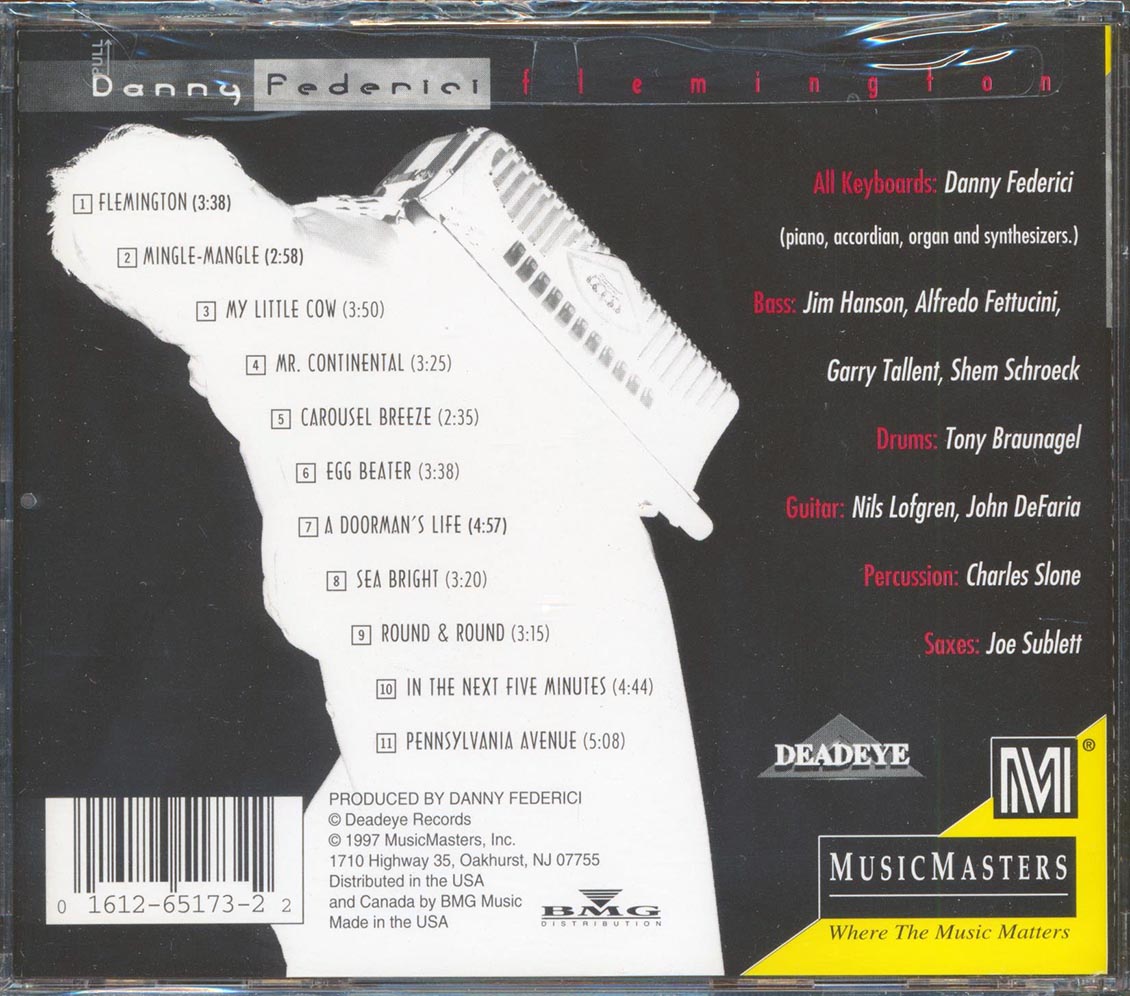 PULL
Danny Federici flemington
1 FLEMINGTON (3:38)
2 MINGLE-MANGLE (2:58)
3 MY LITTLE COW (3:50)
4 MR. CONTINENTAL (3:25)
5 CAROUSEL BREEZE (2:35)
6 EGG BEATER (3:38)
7 A DOORMAN'S LIFE (4:57)
8 SEA BRIGHT (3:20)
9 ROUND & ROUND (3:15)
10 IN THE NEXT FIVE MINUTES (4:44)
11 PENNSYLVANIA AVENUE (5:08)
All Keyboards: Danny Federici
(piano, accordian, organ and synthesizers.)
Bass: Jim Hanson, Alfredo Fettucini,
Garry Tallent, Shem Schroeck
Drums: Tony Braunagel
Guitar: Nils Lofgren, John DeFaria
Percussion: Charles Slone
Saxes: Joe Sublett
PRODUCED BY DANNY FEDERICI
© Deadeye Records
© 1997 MusicMasters, Inc.
1710 Highway 35, Oakhurst, NJ 07755
Distributed in the USA
and Canada by BMG Music
Made in the USA
0 1612-65173-2 2
BMG
DISTRIBUTION
DEADEYE
MM ®
MUSICMASTERS
Where The Music Matters